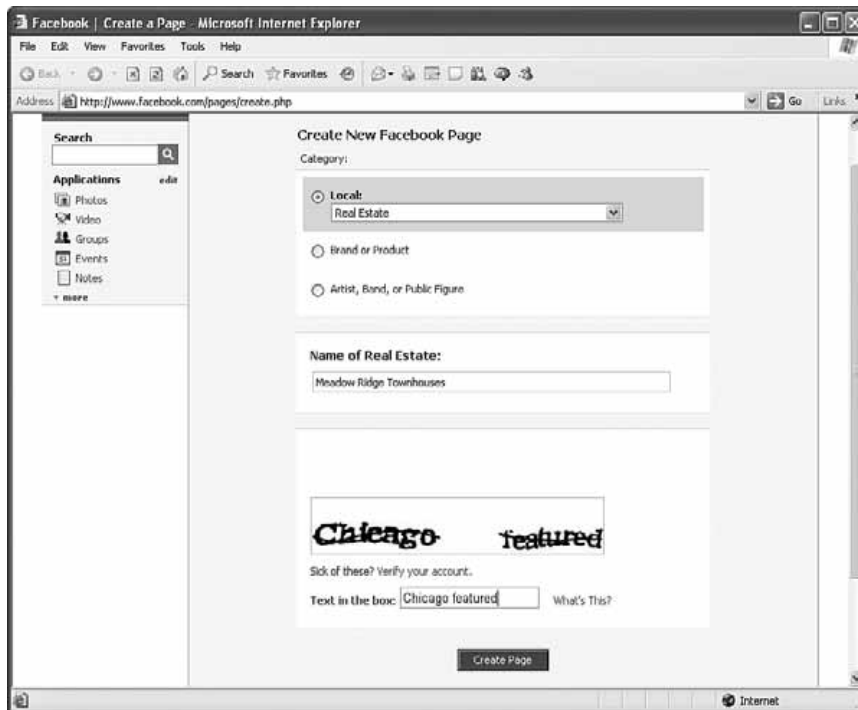 Facebook | Create a Page - Microsoft Internet Explorer
File Edit View Favorites Tools Help
Back Search Favorites
Address http://www.facebook.com/pages/create.php Go Links
Search
Applications edit
Photos
Video
Groups
Events
Notes
more
Create New Facebook Page
Category:
Local:
Real Estate
Brand or Product
Artist, Band, or Public Figure
Name of Real Estate:
Meadow Ridge Townhouses
Chicago featured
Sick of these? Verify your account.
Text in the box: Chicago featured What's This?
Create Page
Internet